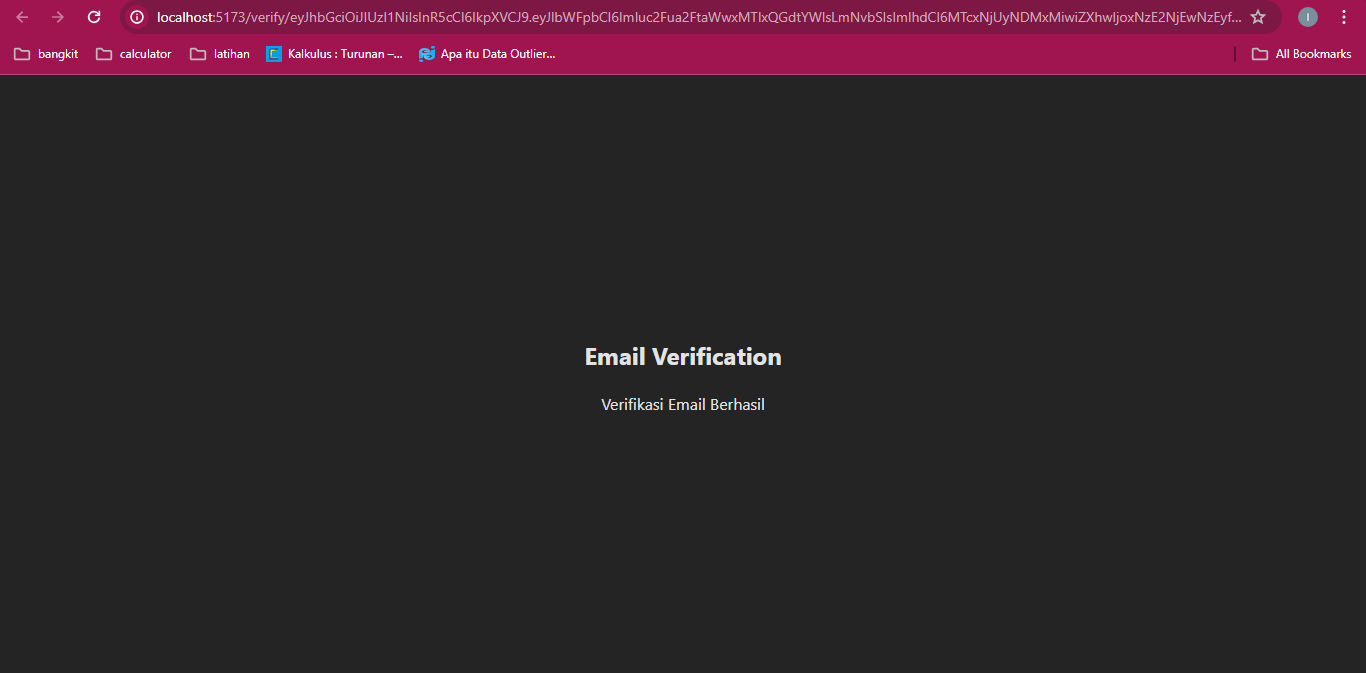 localhost:5173/verify/eyJhbGciOiJIUzI1NiIsInR5cCI6IkpXVCJ9.eyJlbWFpbCI6Imluc2Fua2FtaWwxMTIxQGdtYWlsLmNvbSIsImlhdCI6MTcxNjUyNDMxMiwiZXhwIjoxNzE2NjEwNzEyf...
I
bangkit
calculator
latihan
Kalkulus : Turunan –...
Apa itu Data Outlier...
All Bookmarks
Email Verification
Verifikasi Email Berhasil